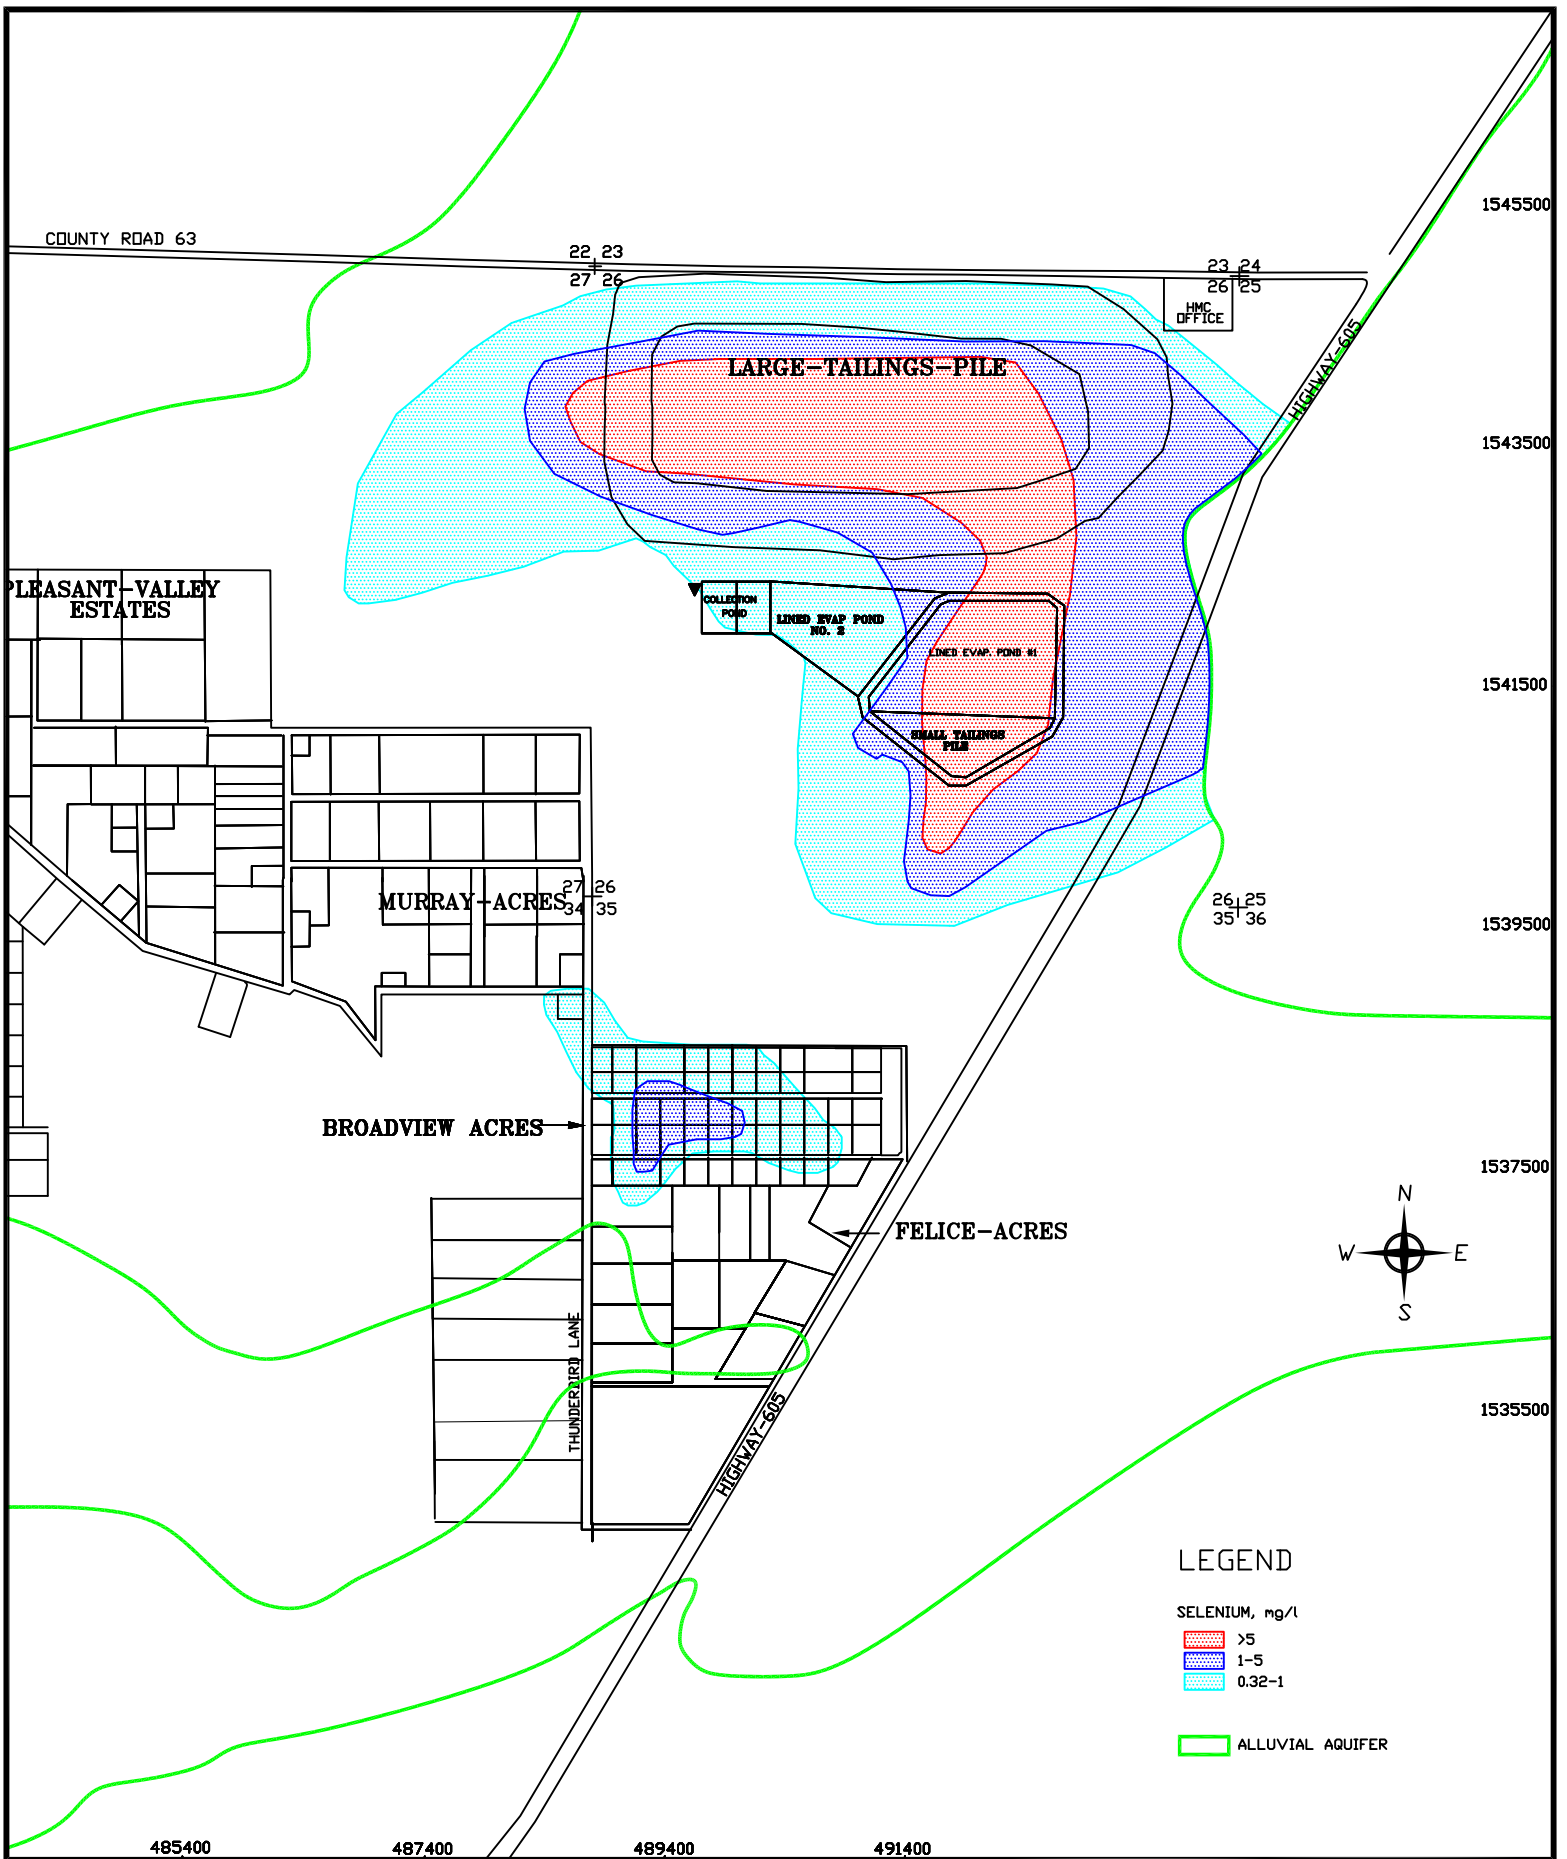 1545500
COUNTY ROAD 63
22 23
27 26
23 24
26 25
HMC
OFFICE
HIGHWAY-605
LARGE-TAILINGS-PILE
1543500
PLEASANT-VALLEY
ESTATES
COLLECTION
POND
LINED EVAP POND
NO. 2
LINED EVAP. POND #1
1541500
SMALL TAILINGS
PILE
MURRAY-ACRES
27 26
34 35
26 25
35 36
1539500
BROADVIEW ACRES
1537500
FELICE-ACRES
N
W E
S
THUNDERBIRD LANE
HIGHWAY-605
1535500
LEGEND
SELENIUM, mg/l
>5
1-5
0.32-1
ALLUVIAL AQUIFER
485400 487400 489400 491400